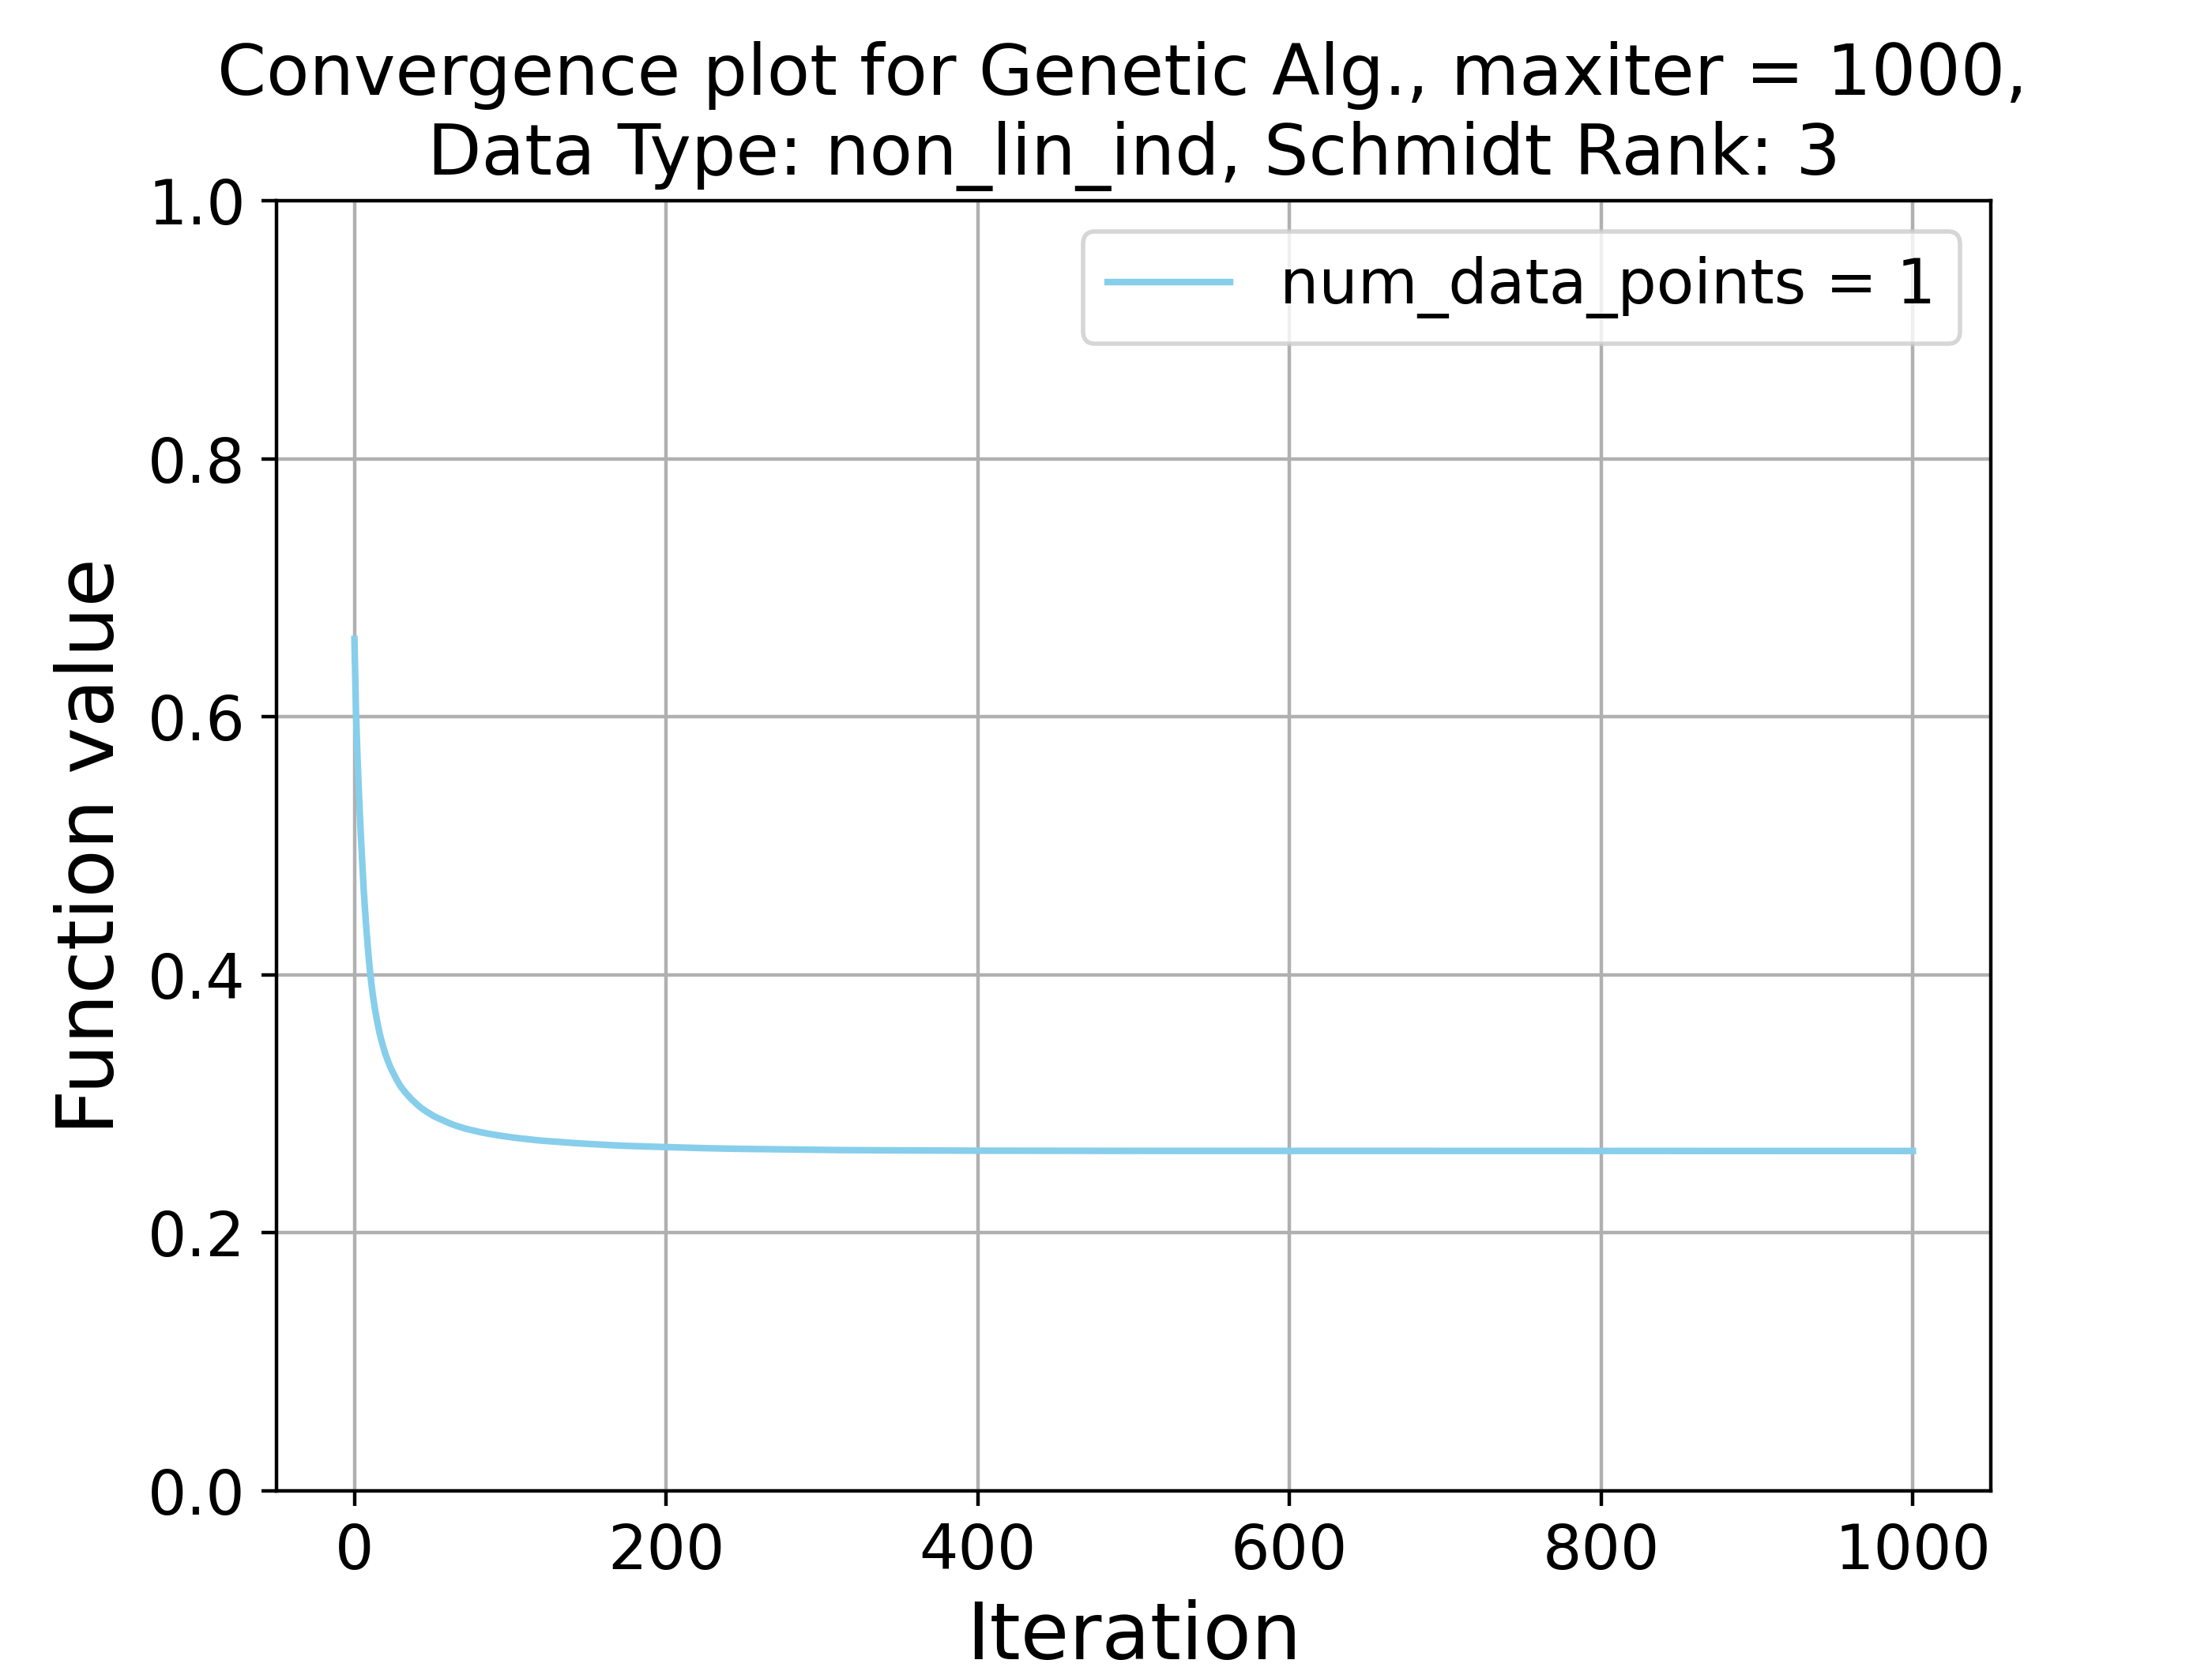 Convergence plot for Genetic Alg., maxiter = 1000,
Data Type: non_lin_ind, Schmidt Rank: 3
num_data_points = 1
Function value
1.0
0.8
0.6
0.4
0.2
0.0
0 200 400 600 800 1000
Iteration